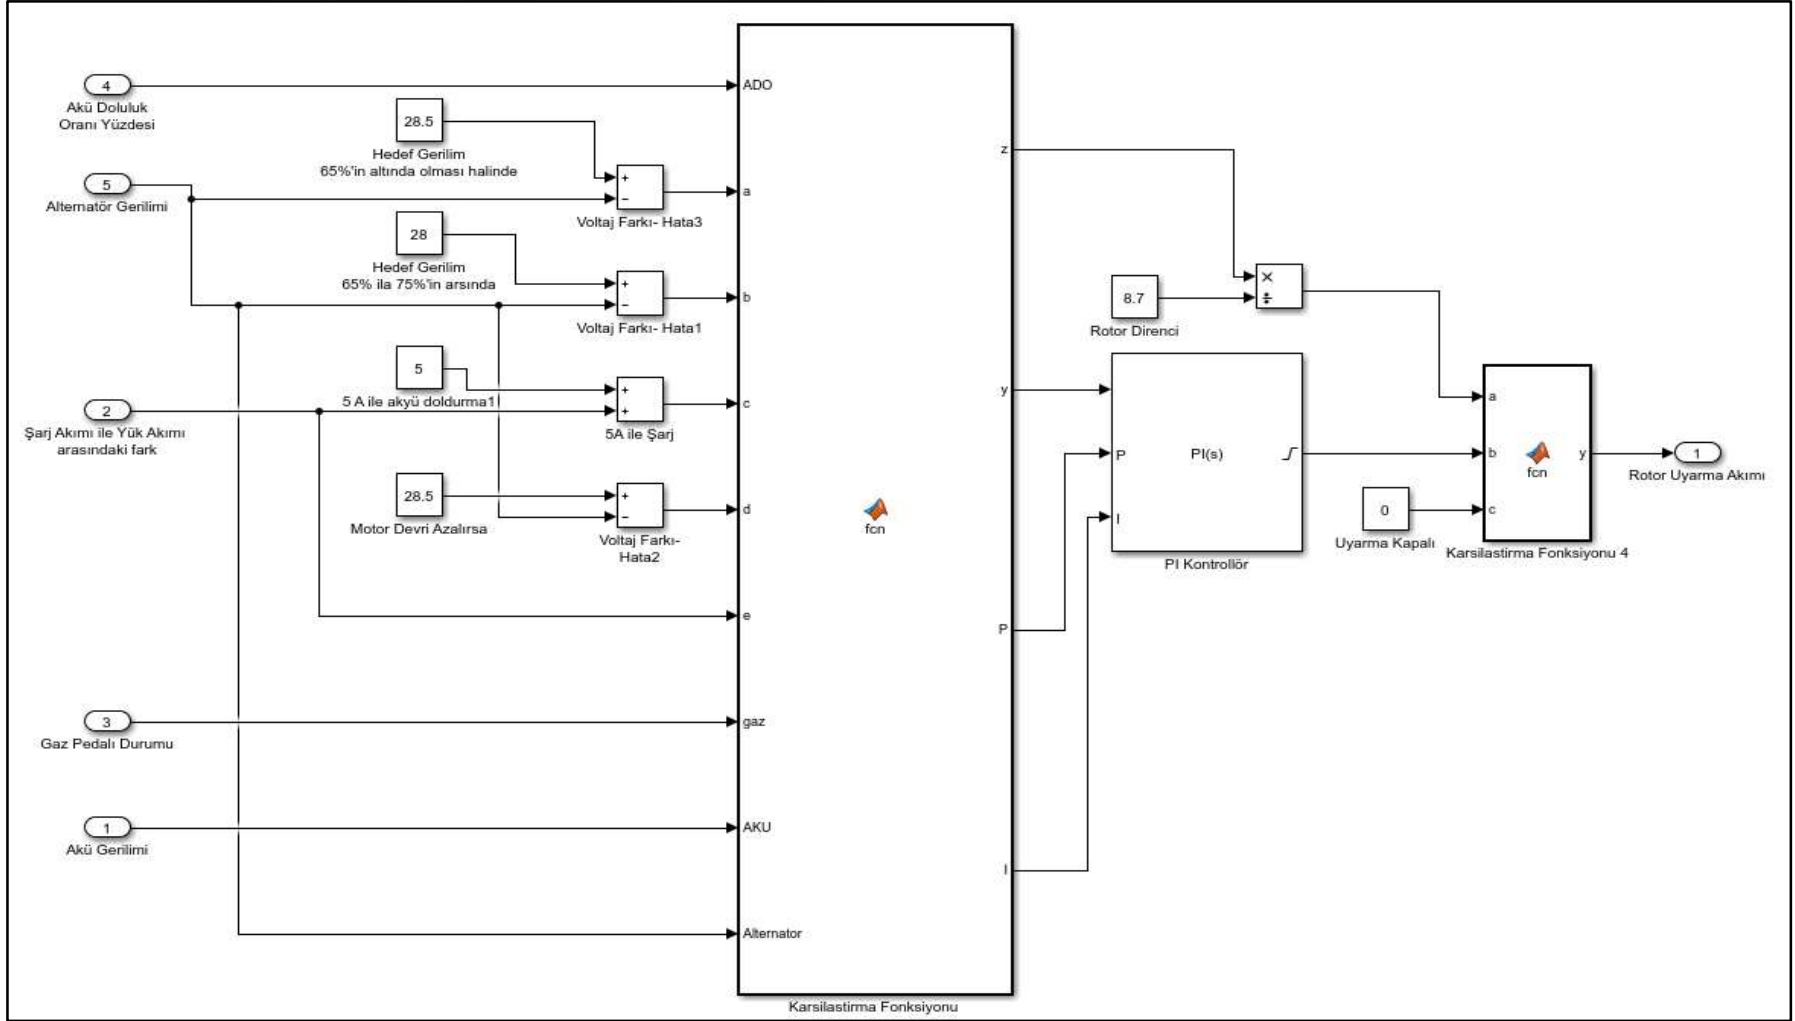 4
Akü Doluluk
Oranı Yüzdesi
28.5
Hedef Gerilim
65%'in altında olması halinde
5
Alternatör Gerilimi
+
−
Voltaj Farkı- Hata3
28
Hedef Gerilim
65% ila 75%'in arsında
+
−
Voltaj Farkı- Hata1
5
5 A ile akyü doldurma1
2
Şarj Akımı ile Yük Akımı
arasındaki fark
+
+
5A ile Şarj
28.5
Motor Devri Azalırsa
+
−
Voltaj Farkı-
Hata2
3
Gaz Pedalı Durumu
1
Akü Gerilimi
ADO
a
b
c
d
e
gaz
AKU
Alternator
fcn
z
y
P
I
Karsilastirma Fonksiyonu
8.7
Rotor Direnci
×
÷
P
I
PI(s)
PI Kontrollör
0
Uyarma Kapalı
a
b
c
fcn
y
Karsilastirma Fonksiyonu 4
1
Rotor Uyarma Akımı